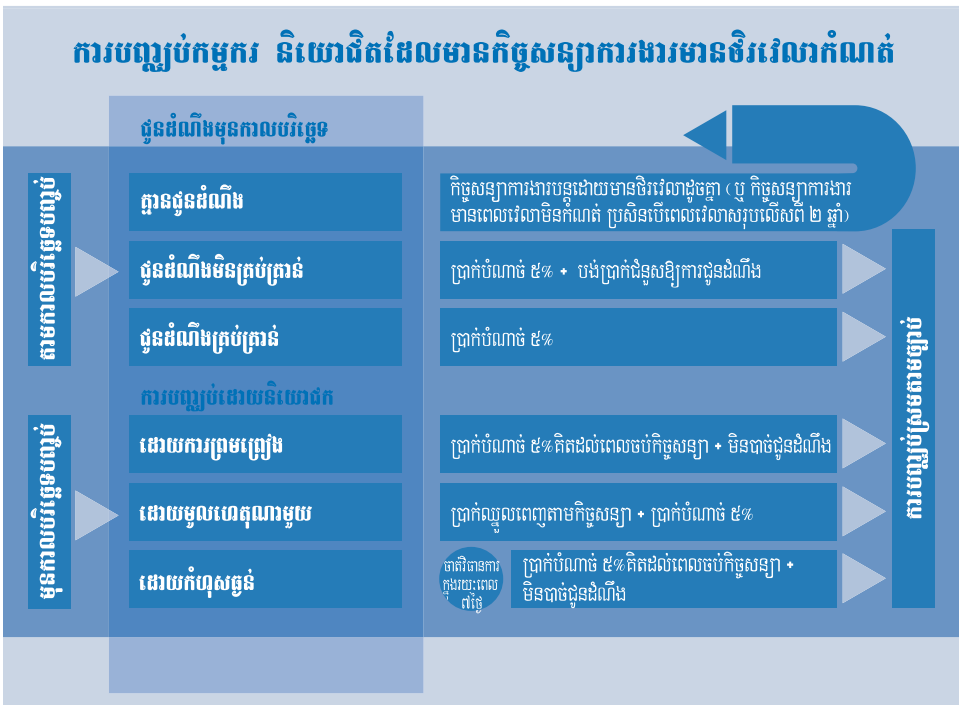 ការបញ្ឈប់កម្មករ និយោជិតដែលមានកិច្ចសន្យាការងារមានថិរវេលាកំណត់
ជូនដំណឹងមុនកាលបរិច្ឆេទ
តាមកាលបរិច្ឆេទបញ្ចប់
គ្មានជូនដំណឹង
កិច្ចសន្យាការងារបន្តដោយមានថិរវេលាដូចគ្នា (ឬ កិច្ចសន្យាការងារ
មានពេលវេលាមិនកំណត់ ប្រសិនបើពេលវេលាសរុបលើសពី ២ ឆ្នាំ)
ជូនដំណឹងមិនគ្រប់គ្រាន់
ប្រាក់បំណាច់ ៥% + បង់ប្រាក់ជំនួសឱ្យការជូនដំណឹង
ជូនដំណឹងគ្រប់គ្រាន់
ប្រាក់បំណាច់ ៥%
ការបញ្ឈប់ដោយនិយោជក
មុនកាលបរិច្ឆេទបញ្ចប់
ដោយការព្រមព្រៀង
ប្រាក់បំណាច់ ៥%គិតដល់ពេលចប់កិច្ចសន្យា + មិនបាច់ជូនដំណឹង
ដោយមូលហេតុណាមួយ
ប្រាក់ឈ្នួលពេញតាមកិច្ចសន្យា + ប្រាក់បំណាច់ ៥%
ដោយកំហុសធ្ងន់
ចាត់វិធានការ
ក្នុងរយៈពេល
៧ថ្ងៃ
ប្រាក់បំណាច់ ៥%គិតដល់ពេលចប់កិច្ចសន្យា +
មិនបាច់ជូនដំណឹង